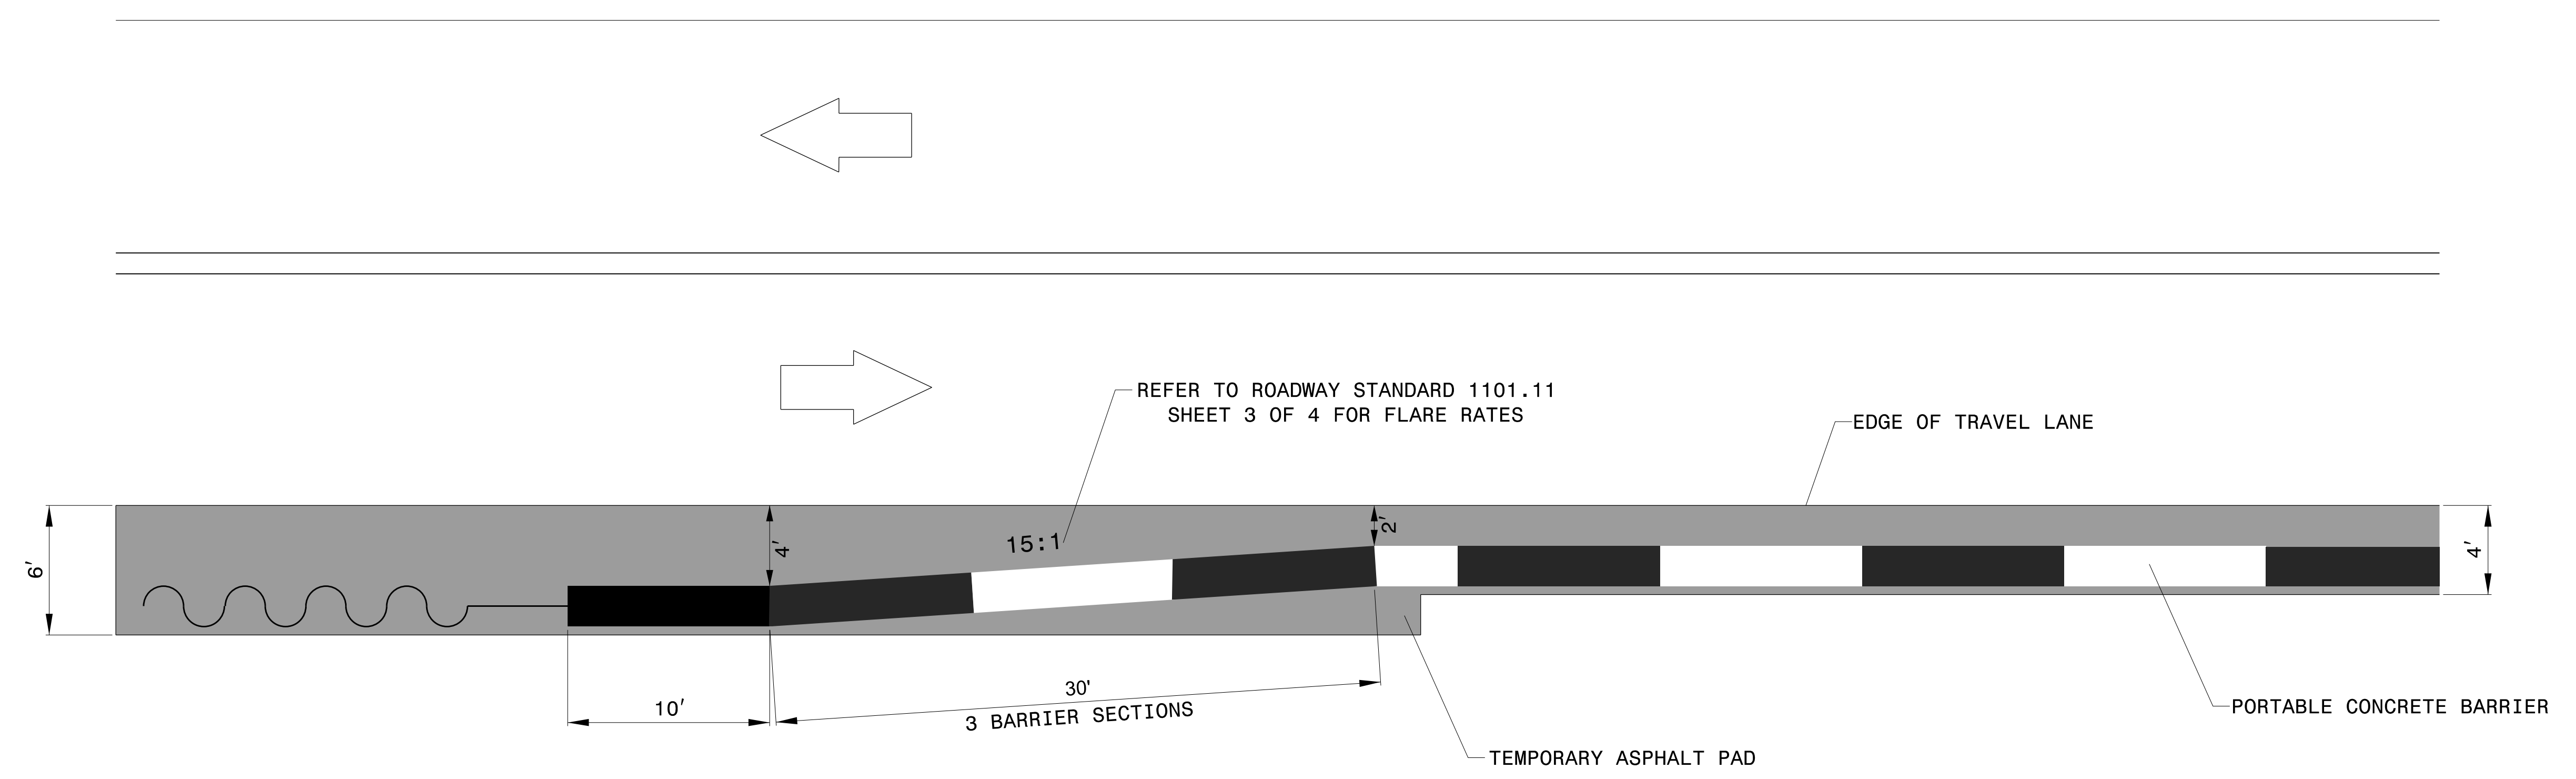 REFER TO ROADWAY STANDARD 1101.11
SHEET 3 OF 4 FOR FLARE RATES
EDGE OF TRAVEL LANE
6'
4'
15:1
2'
4'
10'
30'
3 BARRIER SECTIONS
PORTABLE CONCRETE BARRIER
TEMPORARY ASPHALT PAD